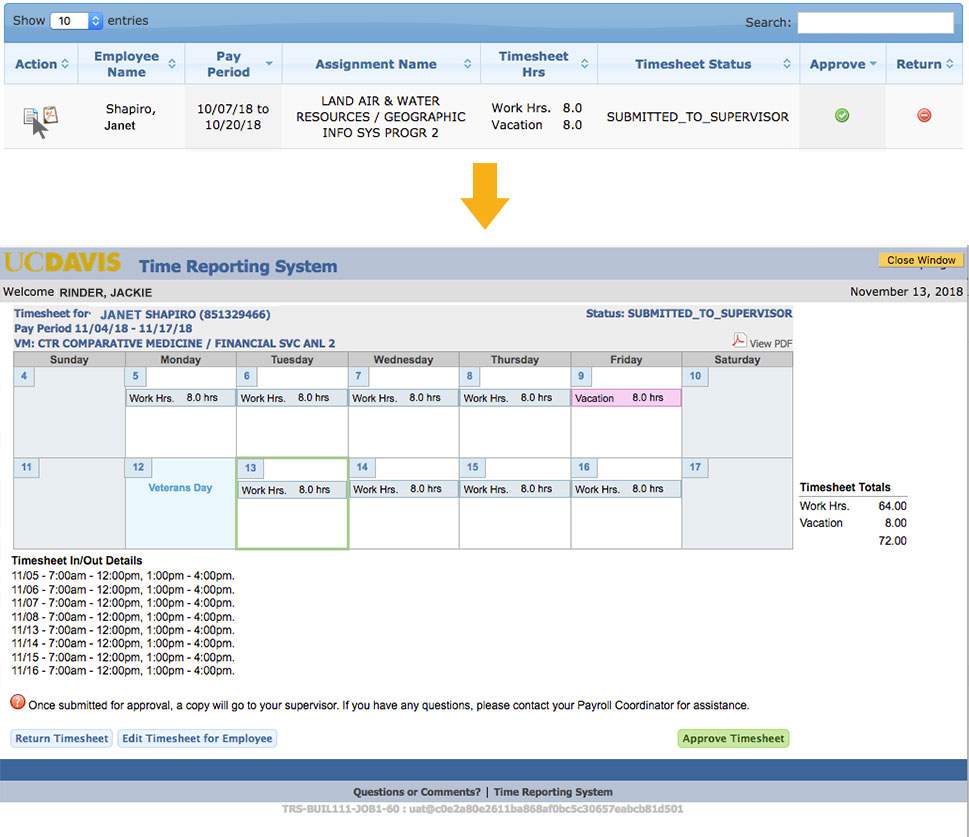 Show 10 entries Search:
Action Employee Name Pay Period Assignment Name Timesheet Hrs Timesheet Status Approve Return
Shapiro, Janet
10/07/18 to
10/20/18
LAND AIR & WATER
RESOURCES / GEOGRAPHIC
INFO SYS PROGR 2
Work Hrs. 8.0
Vacation 8.0
SUBMITTED_TO_SUPERVISOR
UCDAVIS Time Reporting System
Close Window
Welcome RINDER, JACKIE November 13, 2018
Timesheet for JANET SHAPIRO (851329466) Status: SUBMITTED_TO_SUPERVISOR
Pay Period 11/04/18 - 11/17/18
VM: CTR COMPARATIVE MEDICINE / FINANCIAL SVC ANL 2 View PDF
Sunday Monday Tuesday Wednesday Thursday Friday Saturday
4 5 6 7 8 9 10
Work Hrs. 8.0 hrs Work Hrs. 8.0 hrs Work Hrs. 8.0 hrs Work Hrs. 8.0 hrs Vacation 8.0 hrs
11 12 13 14 15 16 17
Veterans Day Work Hrs. 8.0 hrs Work Hrs. 8.0 hrs Work Hrs. 8.0 hrs Work Hrs. 8.0 hrs
Timesheet Totals
Work Hrs. 64.00
Vacation 8.00
72.00
Timesheet In/Out Details
11/05 - 7:00am - 12:00pm, 1:00pm - 4:00pm.
11/06 - 7:00am - 12:00pm, 1:00pm - 4:00pm.
11/07 - 7:00am - 12:00pm, 1:00pm - 4:00pm.
11/08 - 7:00am - 12:00pm, 1:00pm - 4:00pm.
11/13 - 7:00am - 12:00pm, 1:00pm - 4:00pm.
11/14 - 7:00am - 12:00pm, 1:00pm - 4:00pm.
11/15 - 7:00am - 12:00pm, 1:00pm - 4:00pm.
11/16 - 7:00am - 12:00pm, 1:00pm - 4:00pm.
Once submitted for approval, a copy will go to your supervisor. If you have any questions, please contact your Payroll Coordinator for assistance.
Return Timesheet Edit Timesheet for Employee Approve Timesheet
Questions or Comments? | Time Reporting System
TRS-BUIL111-JOB1-60 : uat@c0e2a80e2611ba868af0bc5c30657eabcb81d501